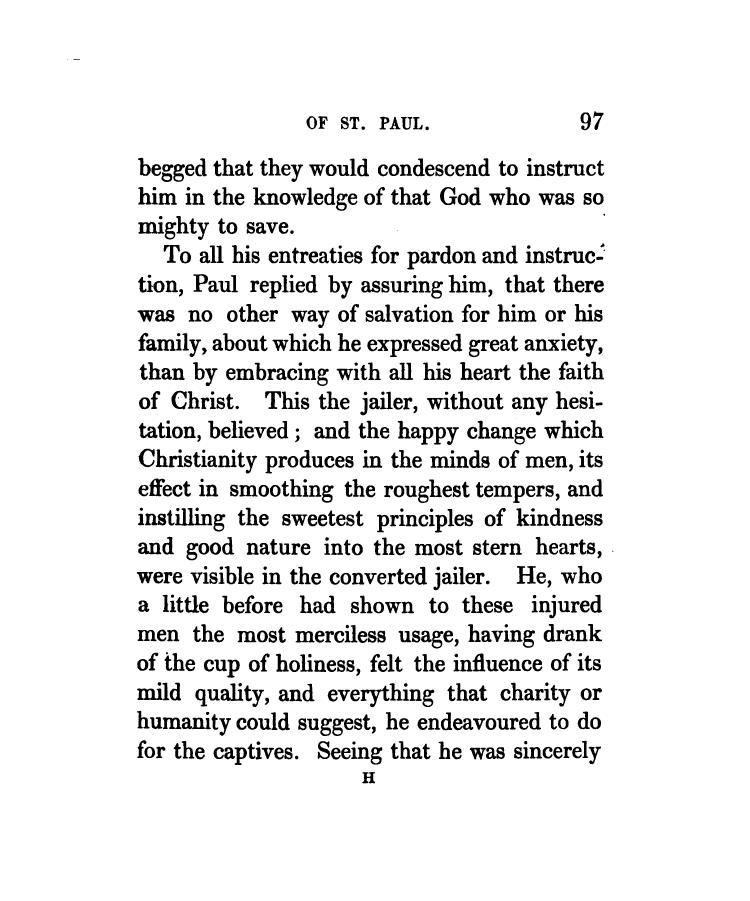 OF ST. PAUL. 97
begged that they would condescend to instruct
him in the knowledge of that God who was so
mighty to save.
To all his entreaties for pardon and instruc-
tion, Paul replied by assuring him, that there
was no other way of salvation for him or his
family, about which he expressed great anxiety,
than by embracing with all his heart the faith
of Christ. This the jailer, without any hesi-
tation, believed ; and the happy change which
Christianity produces in the minds of men, its
effect in smoothing the roughest tempers, and
instilling the sweetest principles of kindness
and good nature into the most stern hearts,
were visible in the converted jailer. He, who
a little before had shown to these injured
men the most merciless usage, having drank
of the cup of holiness, felt the influence of its
mild quality, and everything that charity or
humanity could suggest, he endeavoured to do
for the captives. Seeing that he was sincerely
H